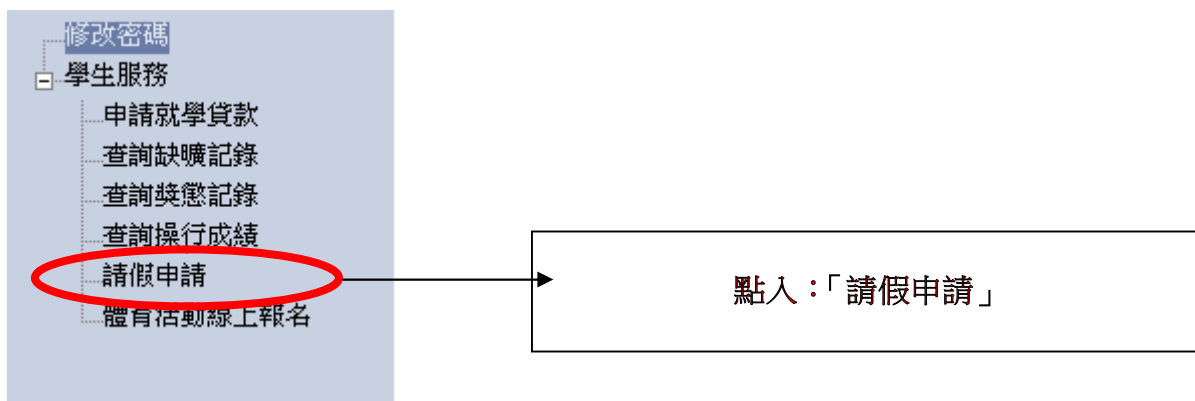 修改密碼
學生服務
申請就學貸款
查詢缺曠記錄
查詢獎懲記錄
查詢操行成績
請假申請
體育活動線上報名
點入：「請假申請」